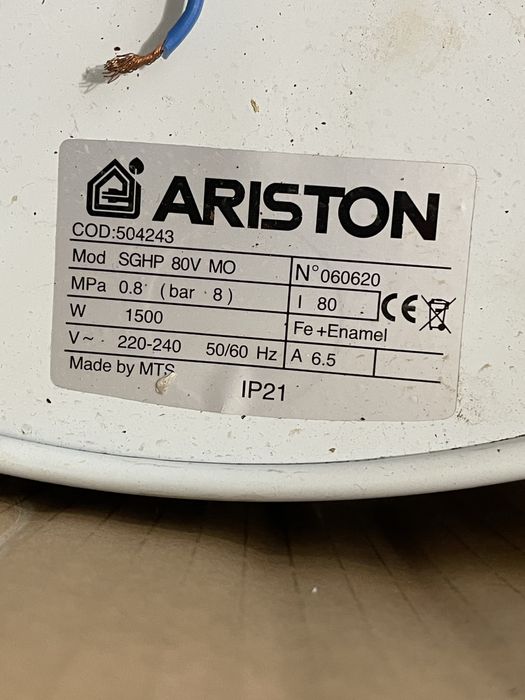 ARISTON
COD:504243
Mod SGHP 80V MO N° 060620
MPa 0.8 (bar 8) l 80 CE
W 1500 Fe+Enamel
V~ 220-240 50/60 Hz A 6.5
Made by MTS
IP21